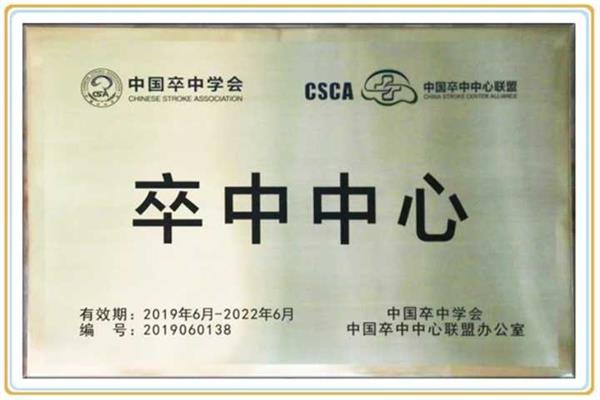 中国卒中学会
CHINESE STROKE ASSOCIATION
CSA
CSCA
中国卒中中心联盟
CHINA STROKE CENTER ALLIANCE
卒中中心
有效期：2019年6月-2022年6月
编 号：2019060138
中国卒中学会
中国卒中中心联盟办公室